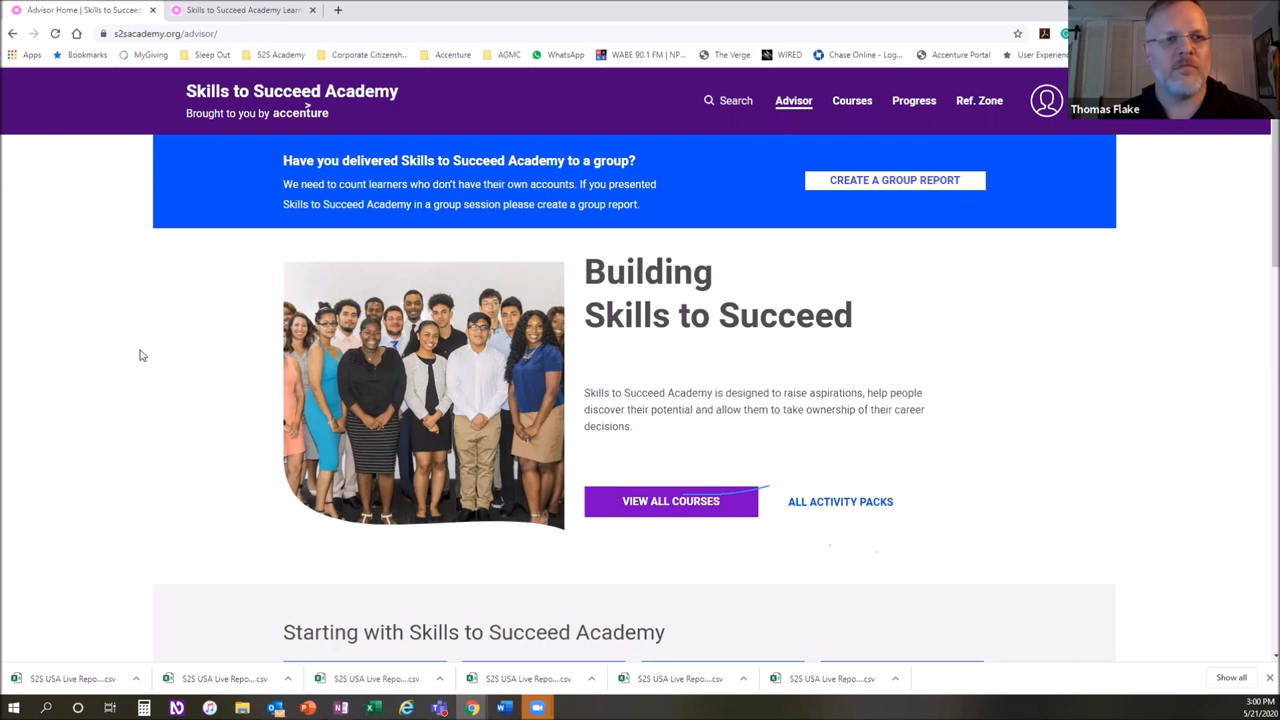 Advisor Home | Skills to Succeed
Skills to Succeed Academy Learn
s2sacademy.org/advisor/
Apps Bookmarks MyGiving Sleep Out S2S Academy Corporate Citizensh... Accenture AGMC WhatsApp WABE 90.1 FM | NP... The Verge WIRED Chase Online - Log... Accenture Portal User Experien
Thomas Flake
Skills to Succeed Academy
Brought to you by accenture
Search Advisor Courses Progress Ref. Zone
Have you delivered Skills to Succeed Academy to a group?
We need to count learners who don't have their own accounts. If you presented
Skills to Succeed Academy in a group session please create a group report.
CREATE A GROUP REPORT
Building
Skills to Succeed
Skills to Succeed Academy is designed to raise aspirations, help people
discover their potential and allow them to take ownership of their career
decisions.
VIEW ALL COURSES
ALL ACTIVITY PACKS
Starting with Skills to Succeed Academy
S2S USA Live Repo....csv S2S USA Live Repo....csv S2S USA Live Repo....csv S2S USA Live Repo....csv S2S USA Live Repo....csv S2S USA Live Repo....csv Show all
3:00 PM
5/21/2020